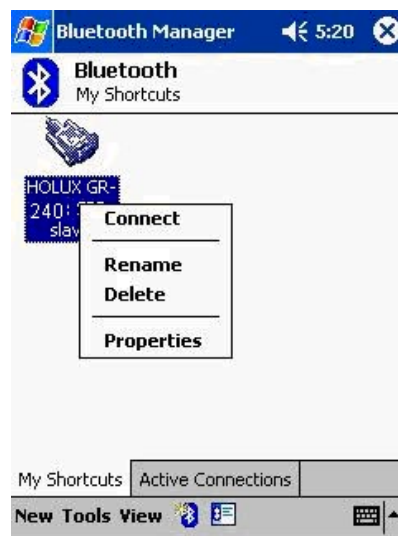 Bluetooth Manager 5:20
Bluetooth
My Shortcuts
HOLUX GR-
240:
slav
Connect
Rename
Delete
Properties
My Shortcuts Active Connections
New Tools View